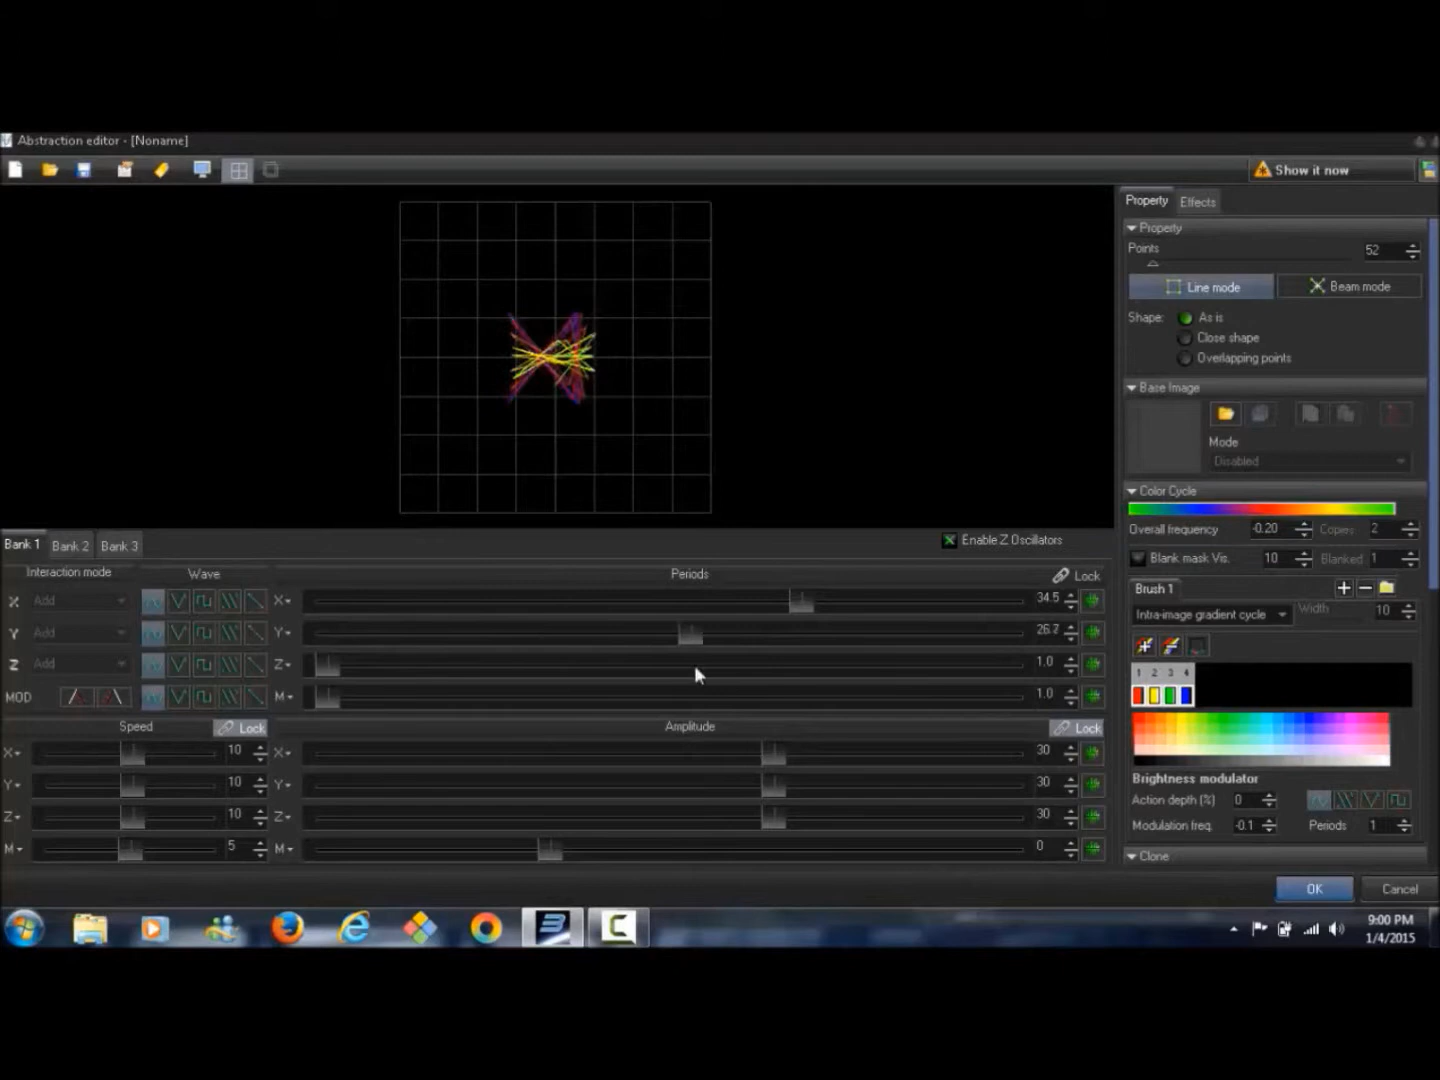 Abstraction editor - [Noname]
Show it now
Property Effects
Property
Points 52
Line mode Beam mode
Shape: As is
Close shape
Overlapping points
Base Image
Mode
Disabled
Color Cycle
Overall frequency -0.20 Copies 2
Blank mask Vis. 10 Blanked 1
Brush 1
Intra-image gradient cycle Width 10
1 2 3 4
Brightness modulator
Action depth (%) 0
Modulation freq. -0.1 Periods 1
Clone
Bank 1 Bank 2 Bank 3 Enable Z Oscillators
Interaction mode Wave Periods Lock
X Add X 34.5
Y Add Y 26.7
Z Add Z 1.0
MOD M 1.0
Speed Lock Amplitude Lock
X 10 X 30
Y 10 Y 30
Z 10 Z 30
M 5 M 0
OK Cancel
9:00 PM
1/4/2015